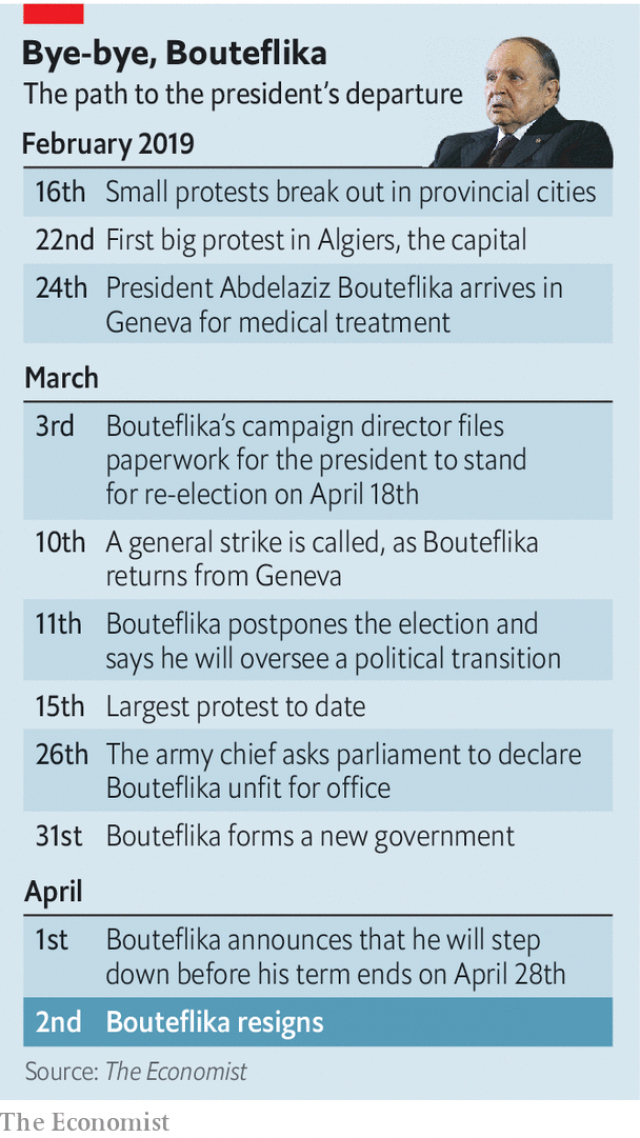 Bye-bye, Bouteflika
The path to the president's departure
February 2019
16th Small protests break out in provincial cities
22nd First big protest in Algiers, the capital
24th President Abdelaziz Bouteflika arrives in
Geneva for medical treatment
March
3rd Bouteflika's campaign director files
paperwork for the president to stand
for re-election on April 18th
10th A general strike is called, as Bouteflika
returns from Geneva
11th Bouteflika postpones the election and
says he will oversee a political transition
15th Largest protest to date
26th The army chief asks parliament to declare
Bouteflika unfit for office
31st Bouteflika forms a new government
April
1st Bouteflika announces that he will step
down before his term ends on April 28th
2nd Bouteflika resigns
Source: The Economist
The Economist